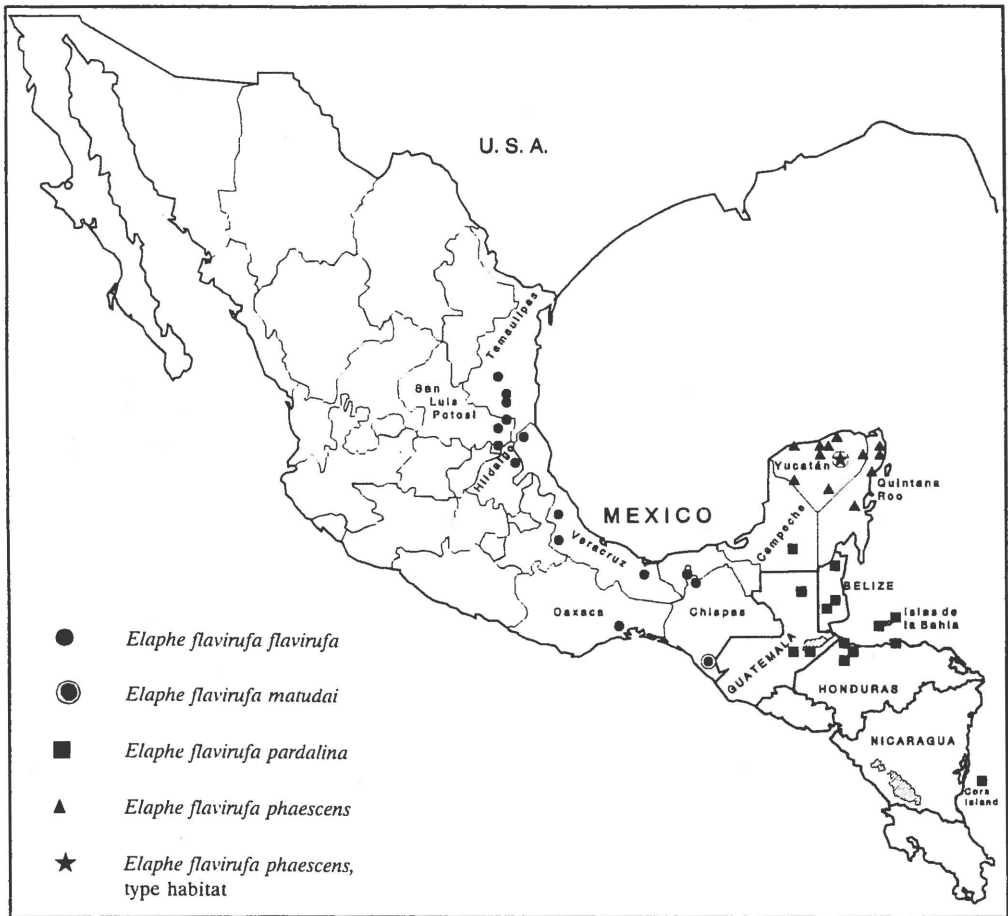 U.S.A.
Tamaulipas
San
Luis
Potosi
Hildalgo
Yucatán
Quintana
Roo
MEXICO
Campeche
Veracruz
BELIZE
Oaxaca
Chiapas
Islas de
la Bahia
GUATEMALA
HONDURAS
NICARAGUA
Corn
Island
Elaphe flavirufa flavirufa
Elaphe flavirufa matudai
Elaphe flavirufa pardalina
Elaphe flavirufa phaescens
Elaphe flavirufa phaescens,
type habitat